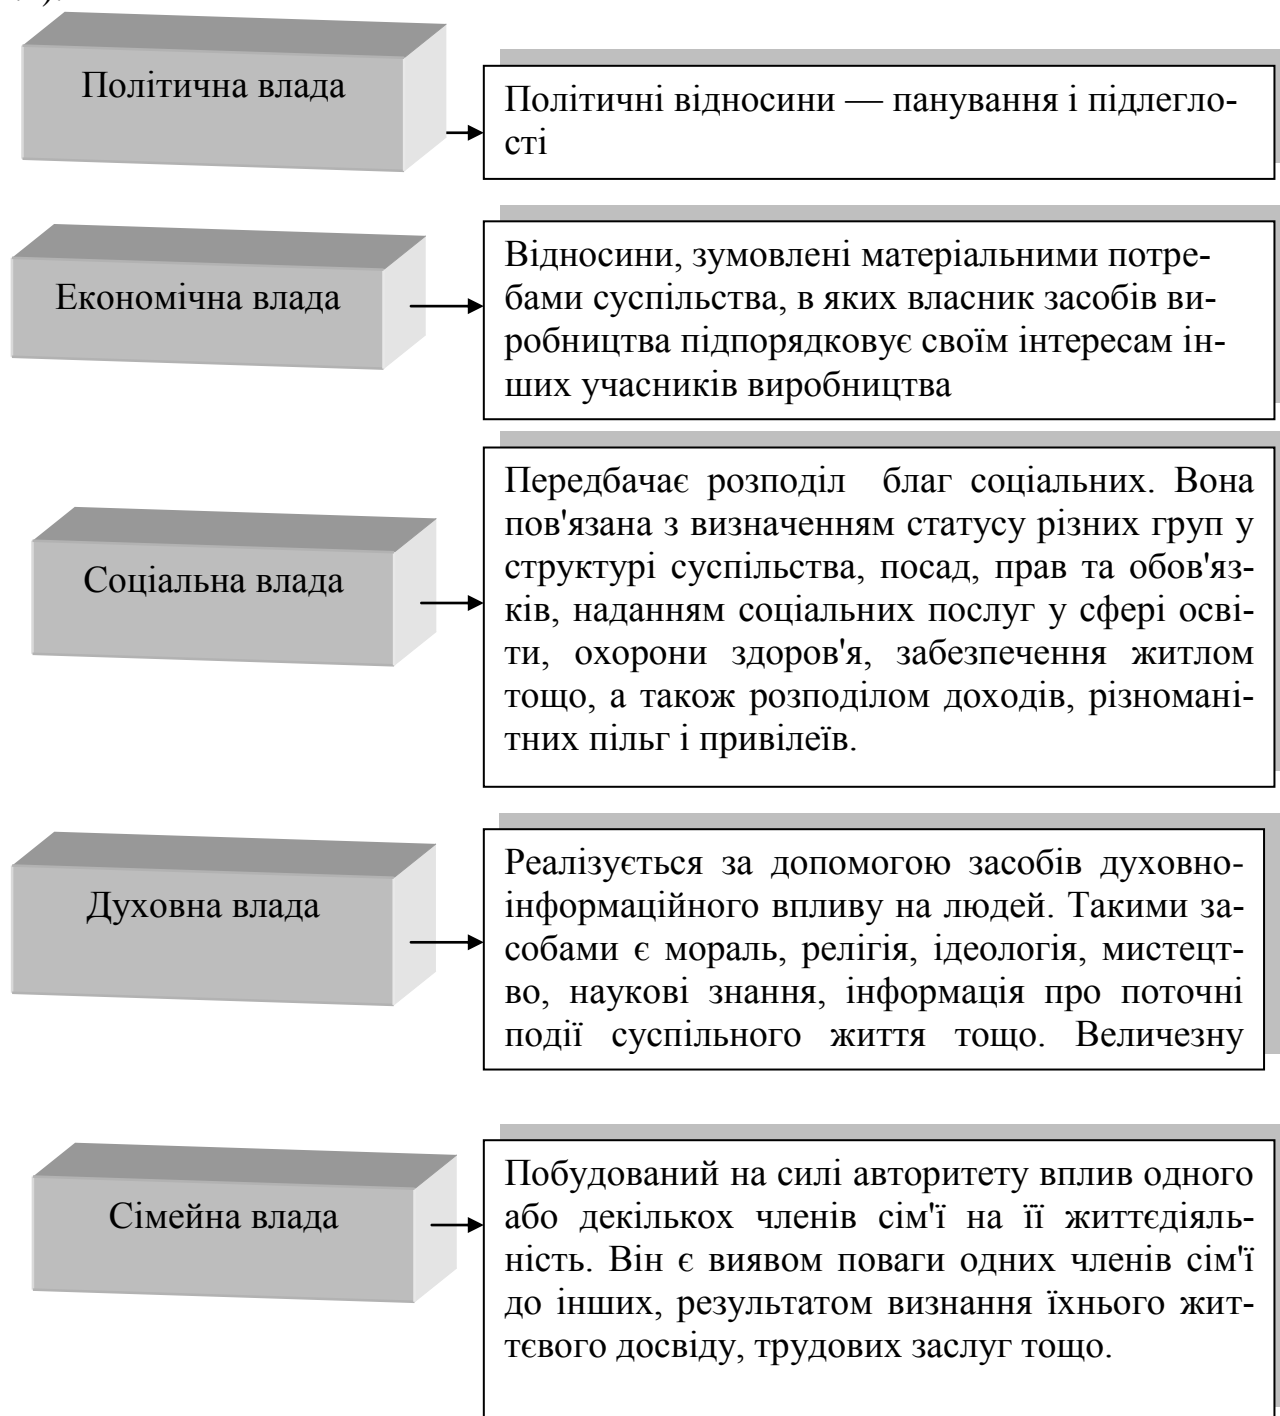 Політична влада
Політичні відносини — панування і підлегло-
сті
Економічна влада
Відносини, зумовлені матеріальними потре-
бами суспільства, в яких власник засобів ви-
робництва підпорядковує своїм інтересам ін-
ших учасників виробництва
Соціальна влада
Передбачає розподіл благ соціальних. Вона
пов'язана з визначенням статусу різних груп у
структурі суспільства, посад, прав та обов'яз-
ків, наданням соціальних послуг у сфері осві-
ти, охорони здоров'я, забезпечення житлом
тощо, а також розподілом доходів, різномані-
тних пільг і привілеїв.
Духовна влада
Реалізується за допомогою засобів духовно-
інформаційного впливу на людей. Такими за-
собами є мораль, релігія, ідеологія, мистецт-
во, наукові знання, інформація про поточні
події суспільного життя тощо. Величезну
Сімейна влада
Побудований на силі авторитету вплив одного
або декількох членів сім'ї на її життєдіяль-
ність. Він є виявом поваги одних членів сім'ї
до інших, результатом визнання їхнього жит-
тєвого досвіду, трудових заслуг тощо.